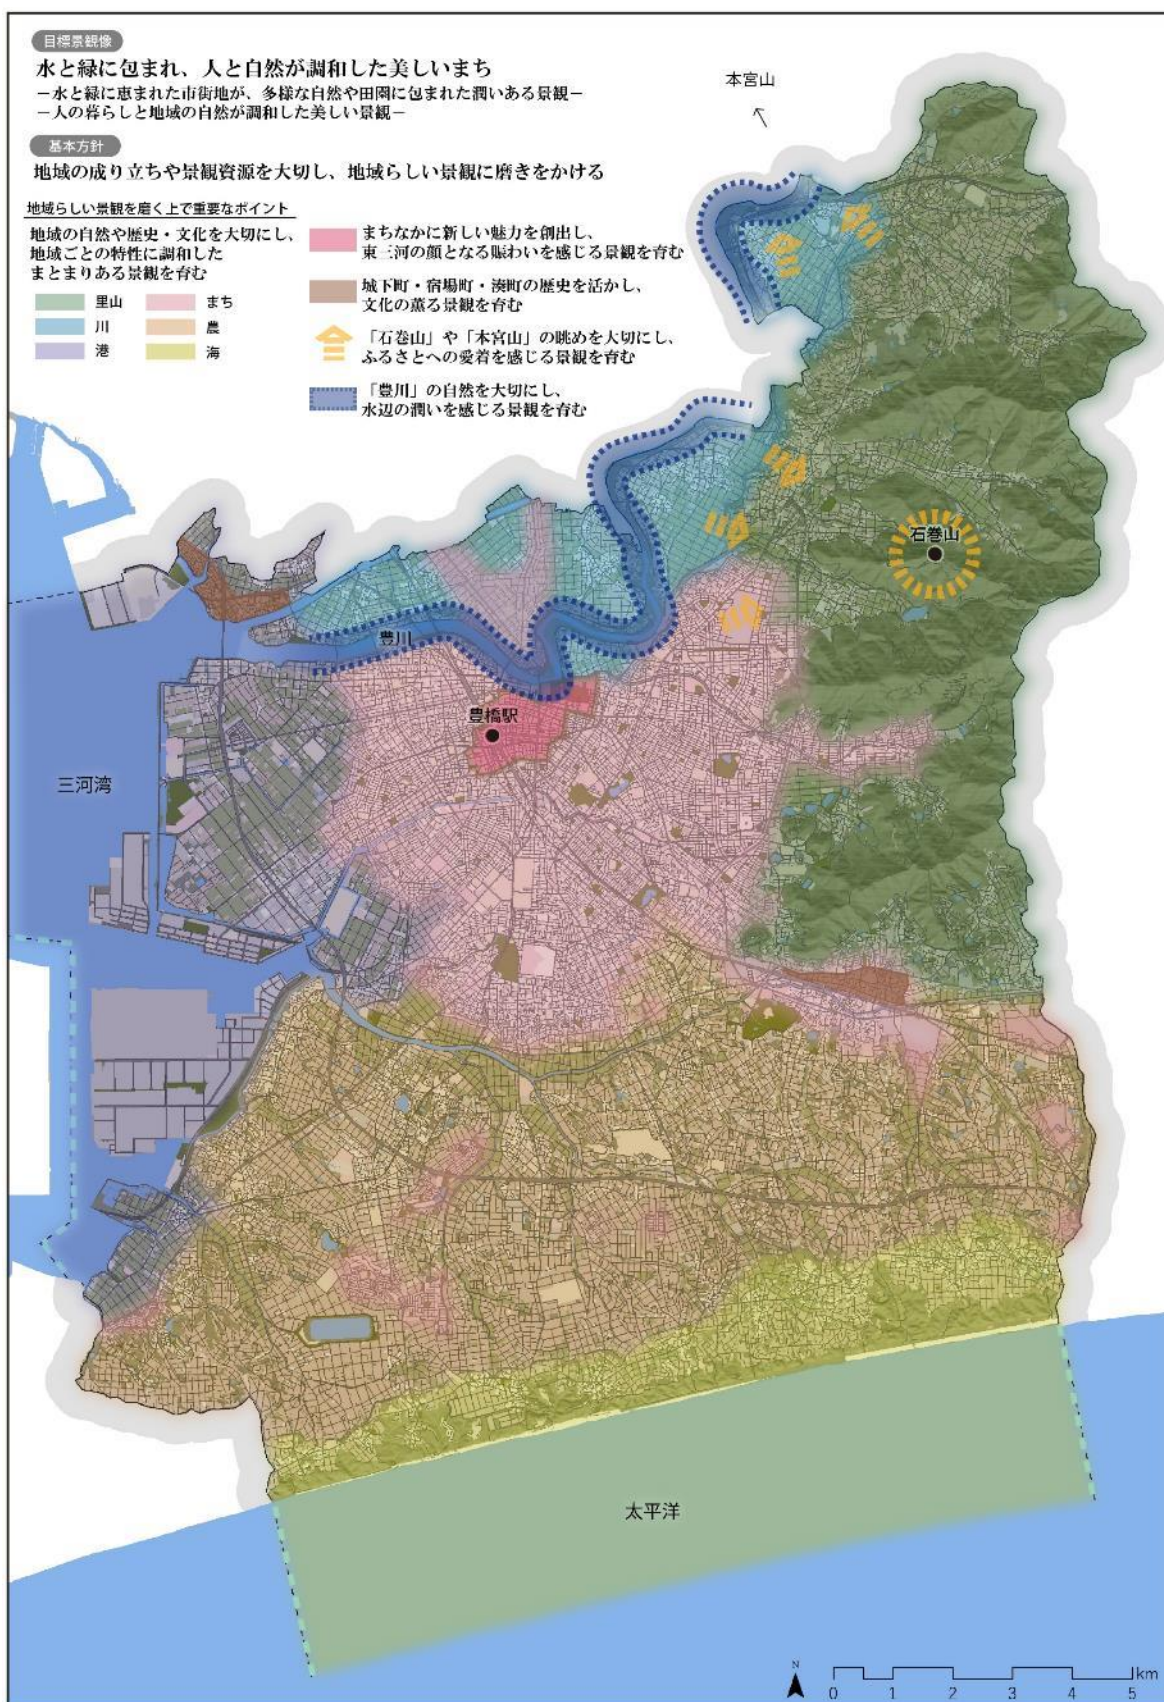 目標景観像
水と緑に包まれ、人と自然が調和した美しいまち
－水と緑に恵まれた市街地が、多様な自然や田園に包まれた潤いある景観－
－人の暮らしと地域の自然が調和した美しい景観－
基本方針
地域の成り立ちや景観資源を大切し、地域らしい景観に磨きをかける
地域らしい景観を磨く上で重要なポイント
地域の自然や歴史・文化を大切にし、
地域ごとの特性に調和した
まとまりある景観を育む
里山
まち
川
農
港
海
まちなかに新しい魅力を創出し、
東三河の顔となる賑わいを感じる景観を育む
城下町・宿場町・湊町の歴史を活かし、
文化の薫る景観を育む
「石巻山」や「本宮山」の眺めを大切にし、
ふるさとへの愛着を感じる景観を育む
「豊川」の自然を大切にし、
水辺の潤いを感じる景観を育む
本宮山
石巻山
豊川
豊橋駅
三河湾
太平洋
N
km
0 1 2 3 4 5